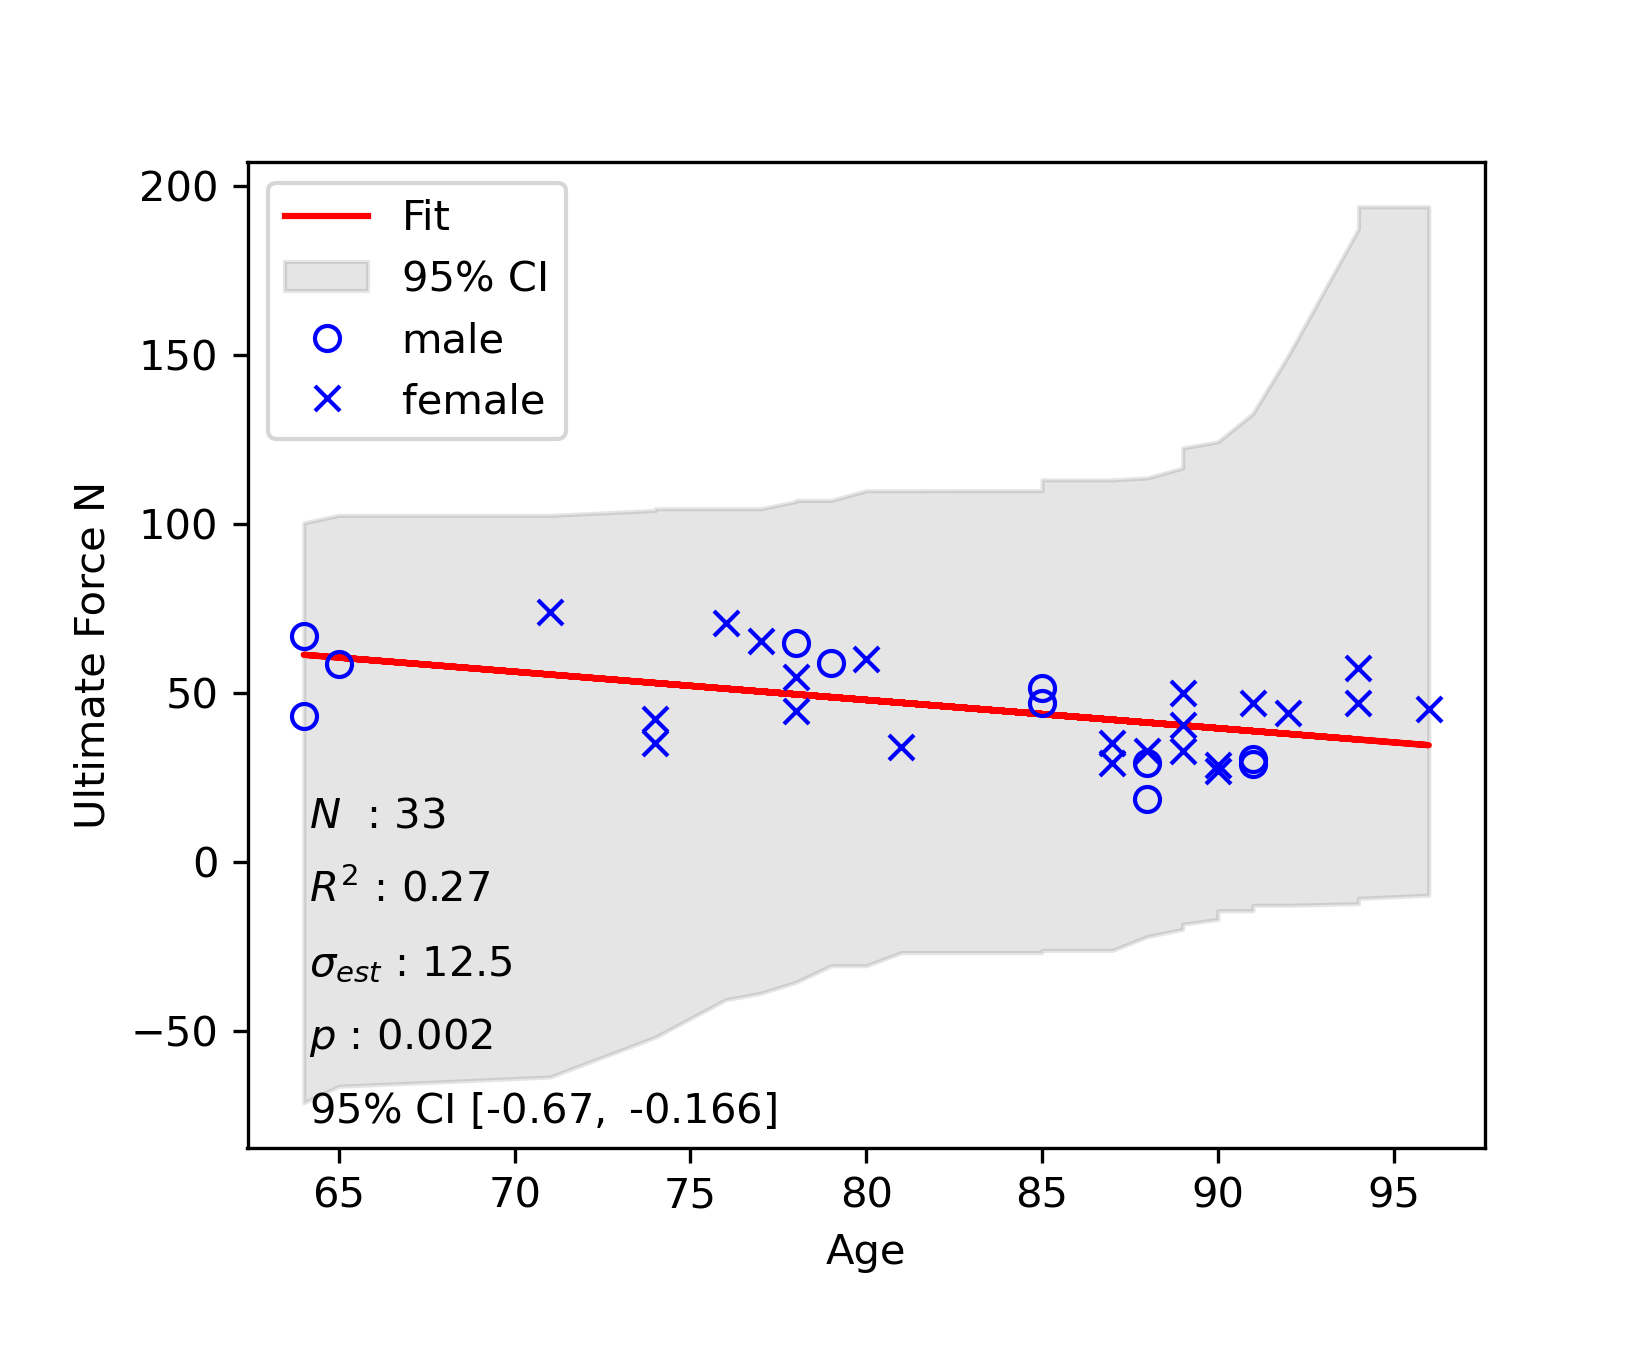 Fit
95% CI
male
female
200
150
100
50
0
−50
Ultimate Force N
N : 33
R² : 0.27
σ_est : 12.5
p : 0.002
95% CI [-0.67, -0.166]
65 70 75 80 85 90 95
Age